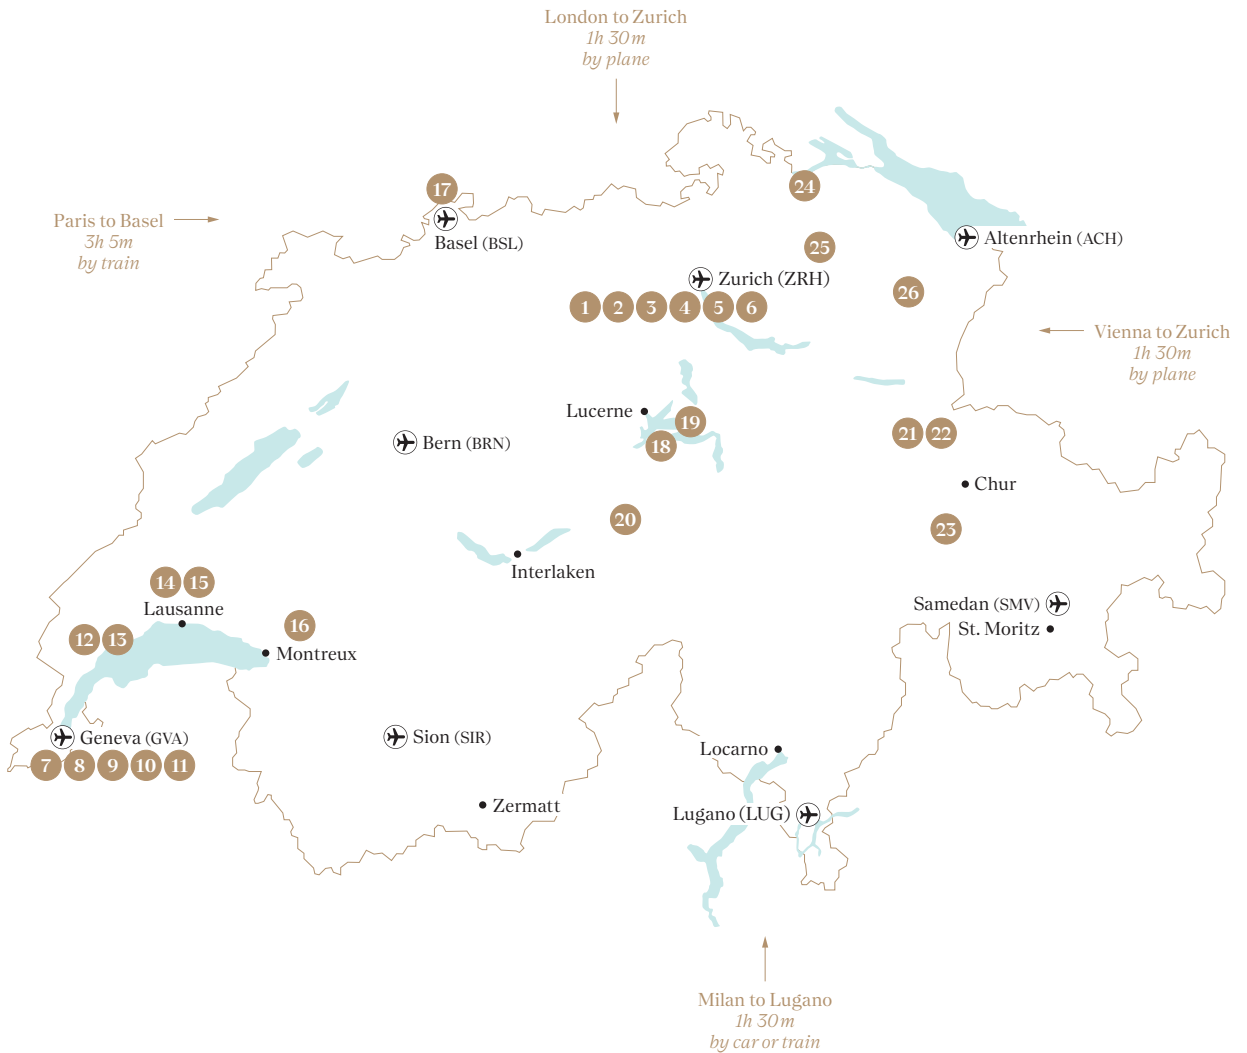 London to Zurich
1h 30m
by plane
17
24
Paris to Basel
3h 5m
by train
Basel (BSL)
Altenrhein (ACH)
25
Zurich (ZRH)
26
1 2 3 4 5 6
Vienna to Zurich
1h 30m
by plane
Lucerne
19
18
Bern (BRN)
21 22
Chur
20
23
Interlaken
14 15
Lausanne
Samedan (SMV)
St. Moritz
12 13
16
Montreux
Geneva (GVA)
Sion (SIR)
Locarno
7 8 9 10 11
Zermatt
Lugano (LUG)
Milan to Lugano
1h 30m
by car or train